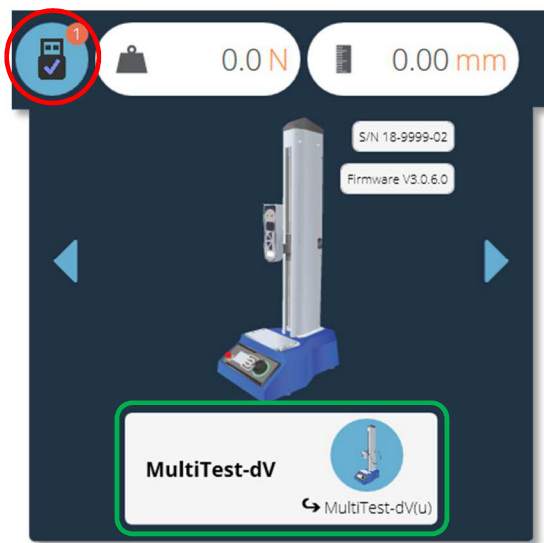 1
0.0 N
0.00 mm
S/N 18-9999-02
Firmware V3.0.6.0
MultiTest-dV
MultiTest-dV(u)